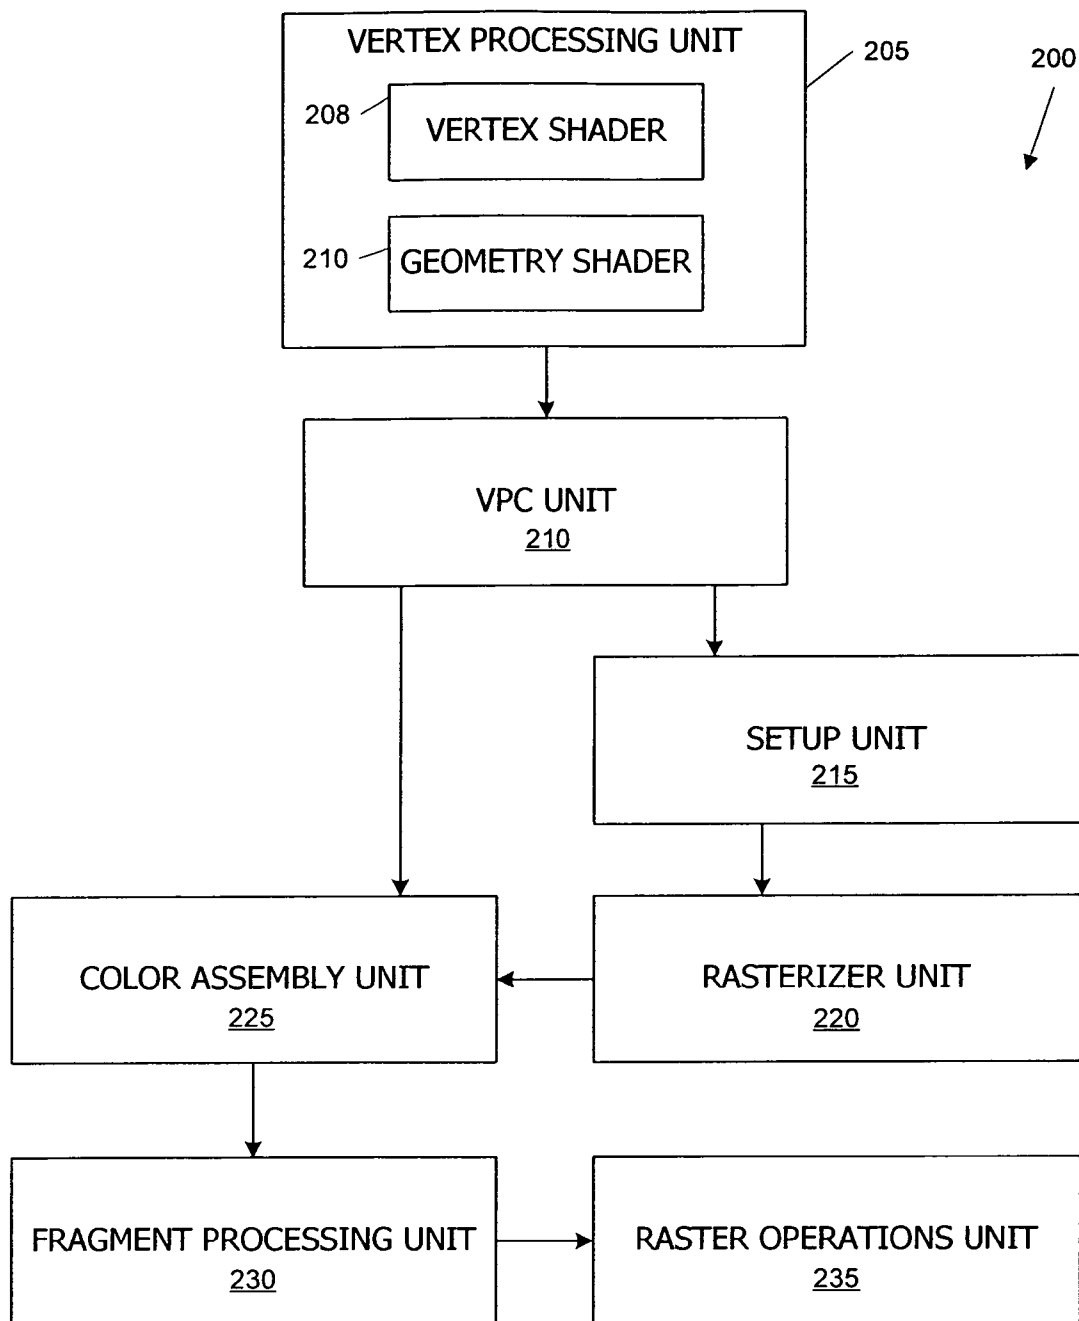 VERTEX PROCESSING UNIT
205
200
208
VERTEX SHADER
210
GEOMETRY SHADER
VPC UNIT
210
SETUP UNIT
215
COLOR ASSEMBLY UNIT
225
RASTERIZER UNIT
220
FRAGMENT PROCESSING UNIT
230
RASTER OPERATIONS UNIT
235